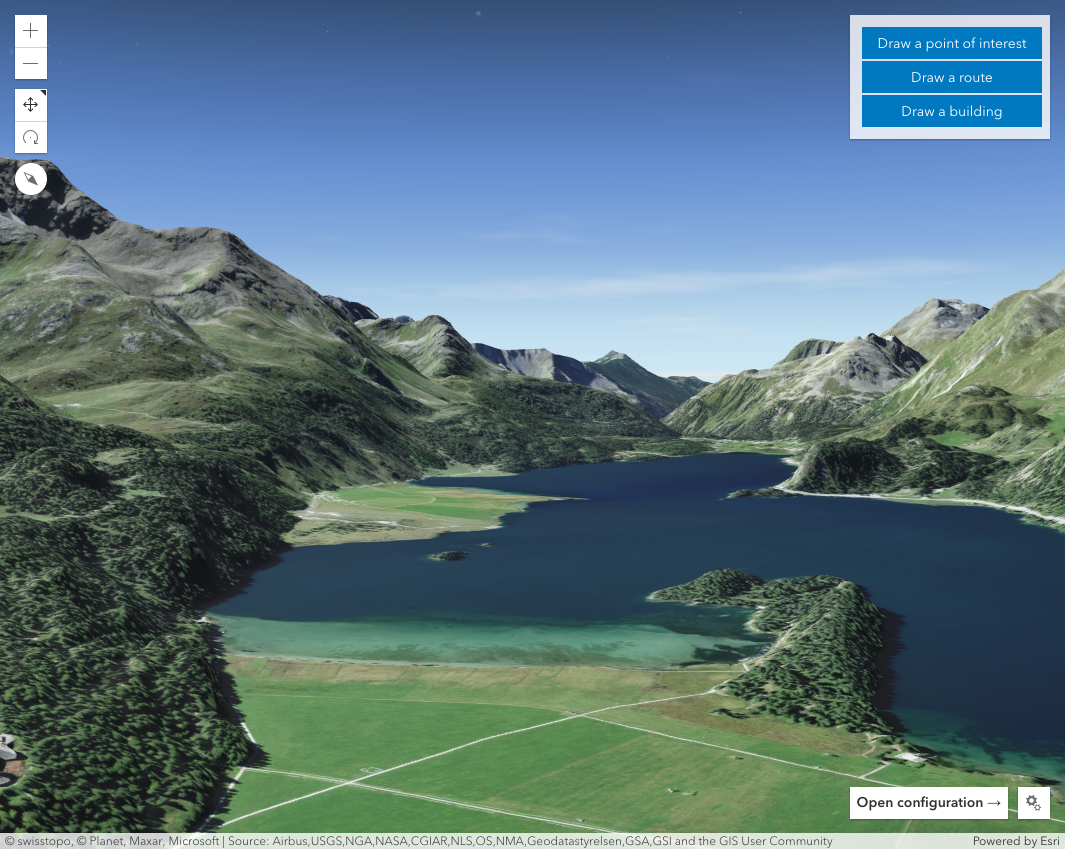 Draw a point of interest
Draw a route
Draw a building
Open configuration →
© swisstopo, © Planet, Maxar, Microsoft | Source: Airbus,USGS,NGA,NASA,CGIAR,NLS,OS,NMA,Geodatastyrelsen,GSA,GSI and the GIS User Community
Powered by Esri